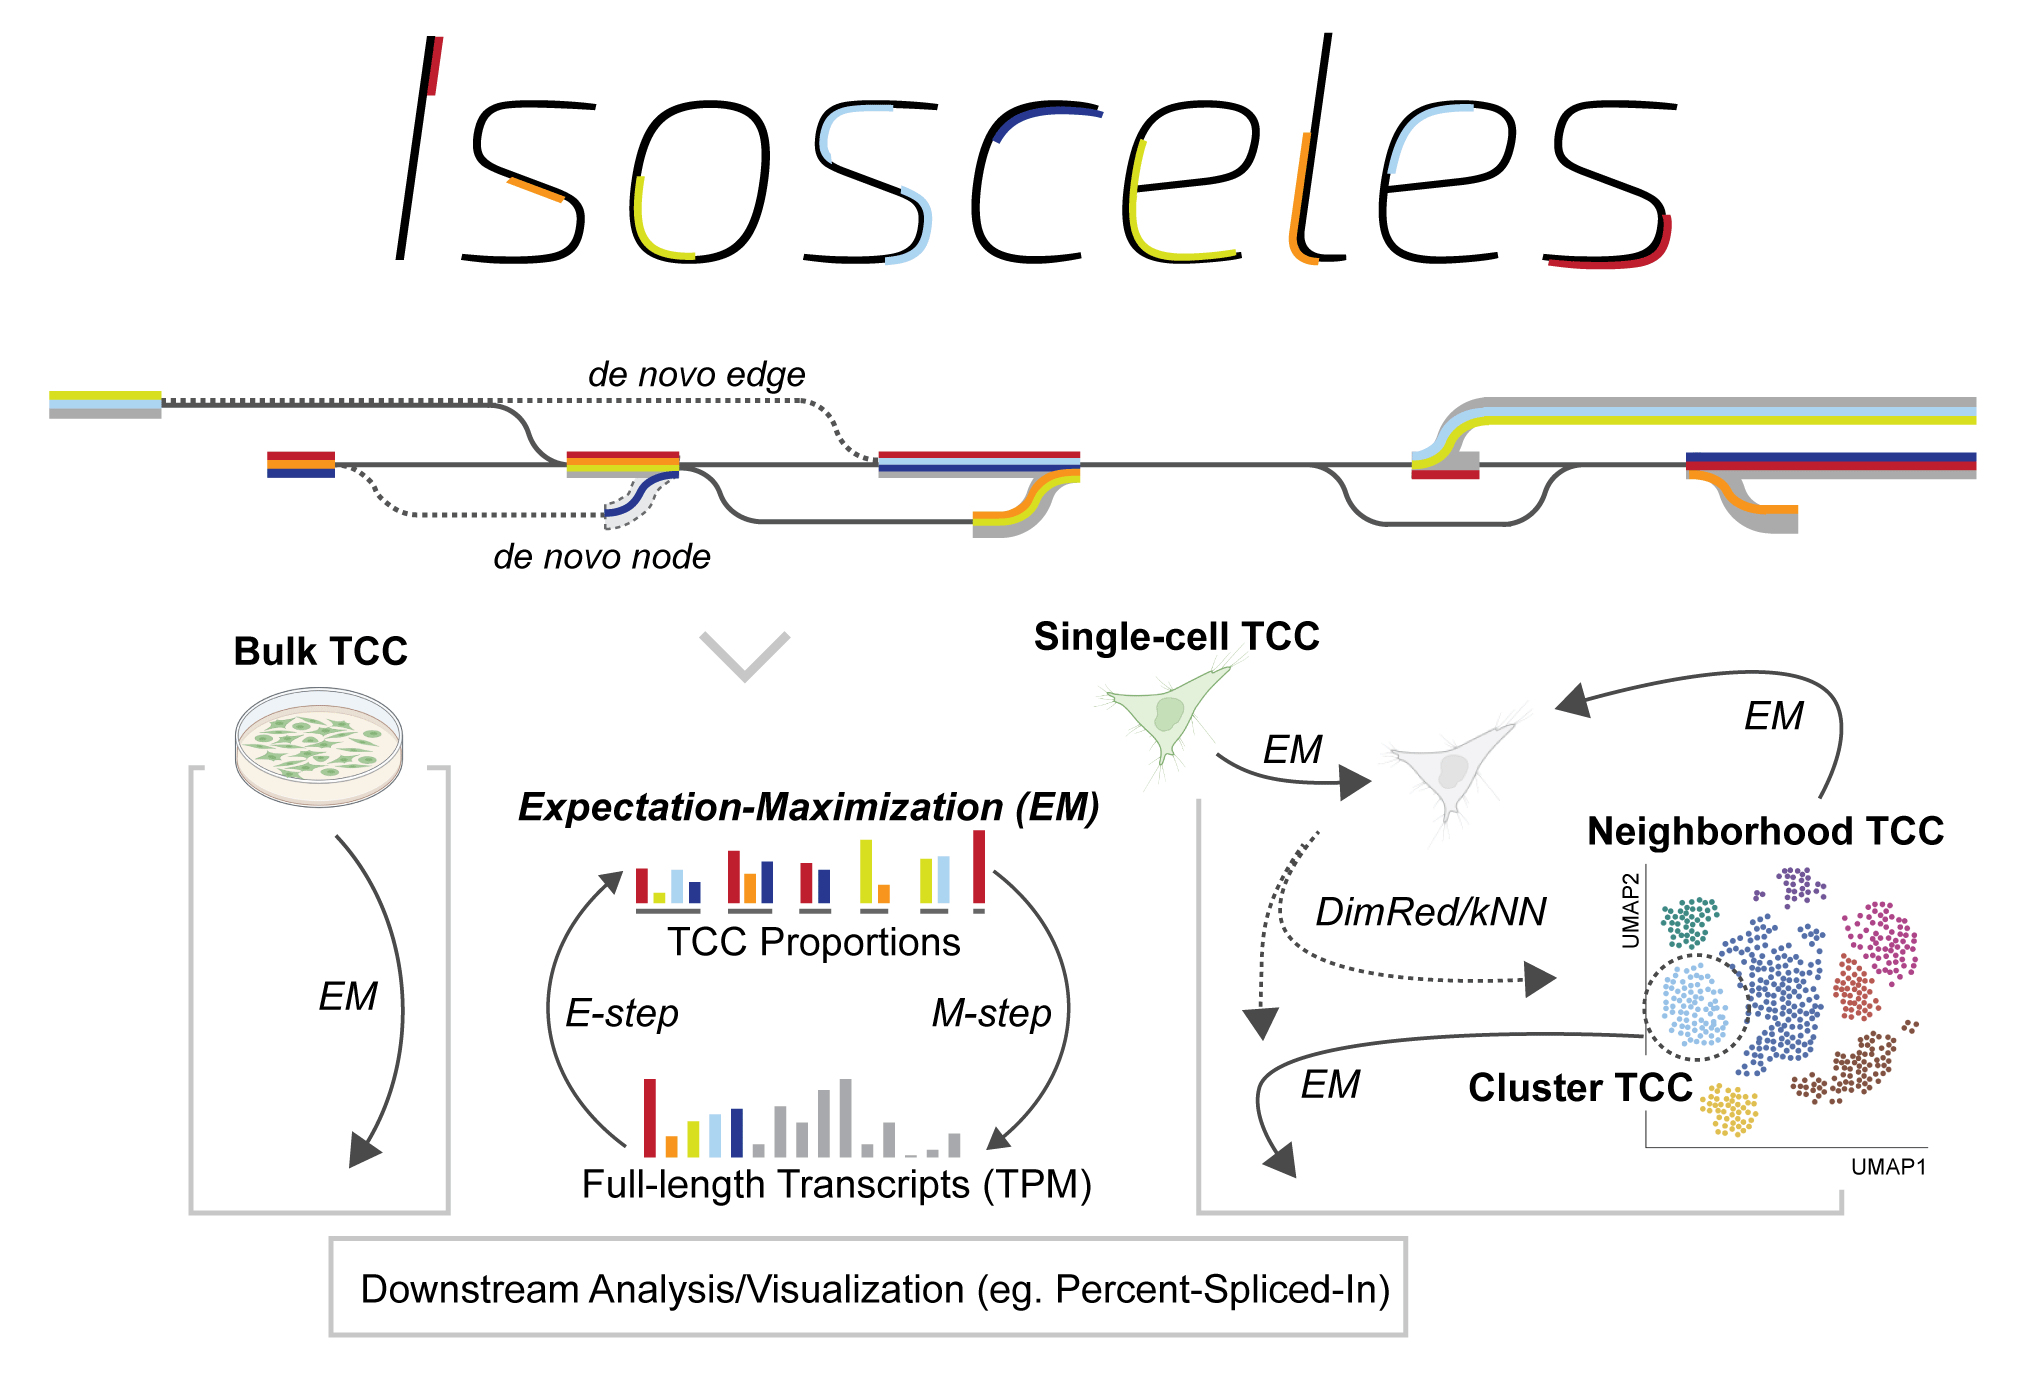 Isosceles
de novo edge
de novo node
Bulk TCC
Single-cell TCC
EM
EM
Expectation-Maximization (EM)
Neighborhood TCC
TCC Proportions
DimRed/kNN
UMAP2
EM
E-step
M-step
EM
Cluster TCC
UMAP1
Full-length Transcripts (TPM)
Downstream Analysis/Visualization (eg. Percent-Spliced-In)